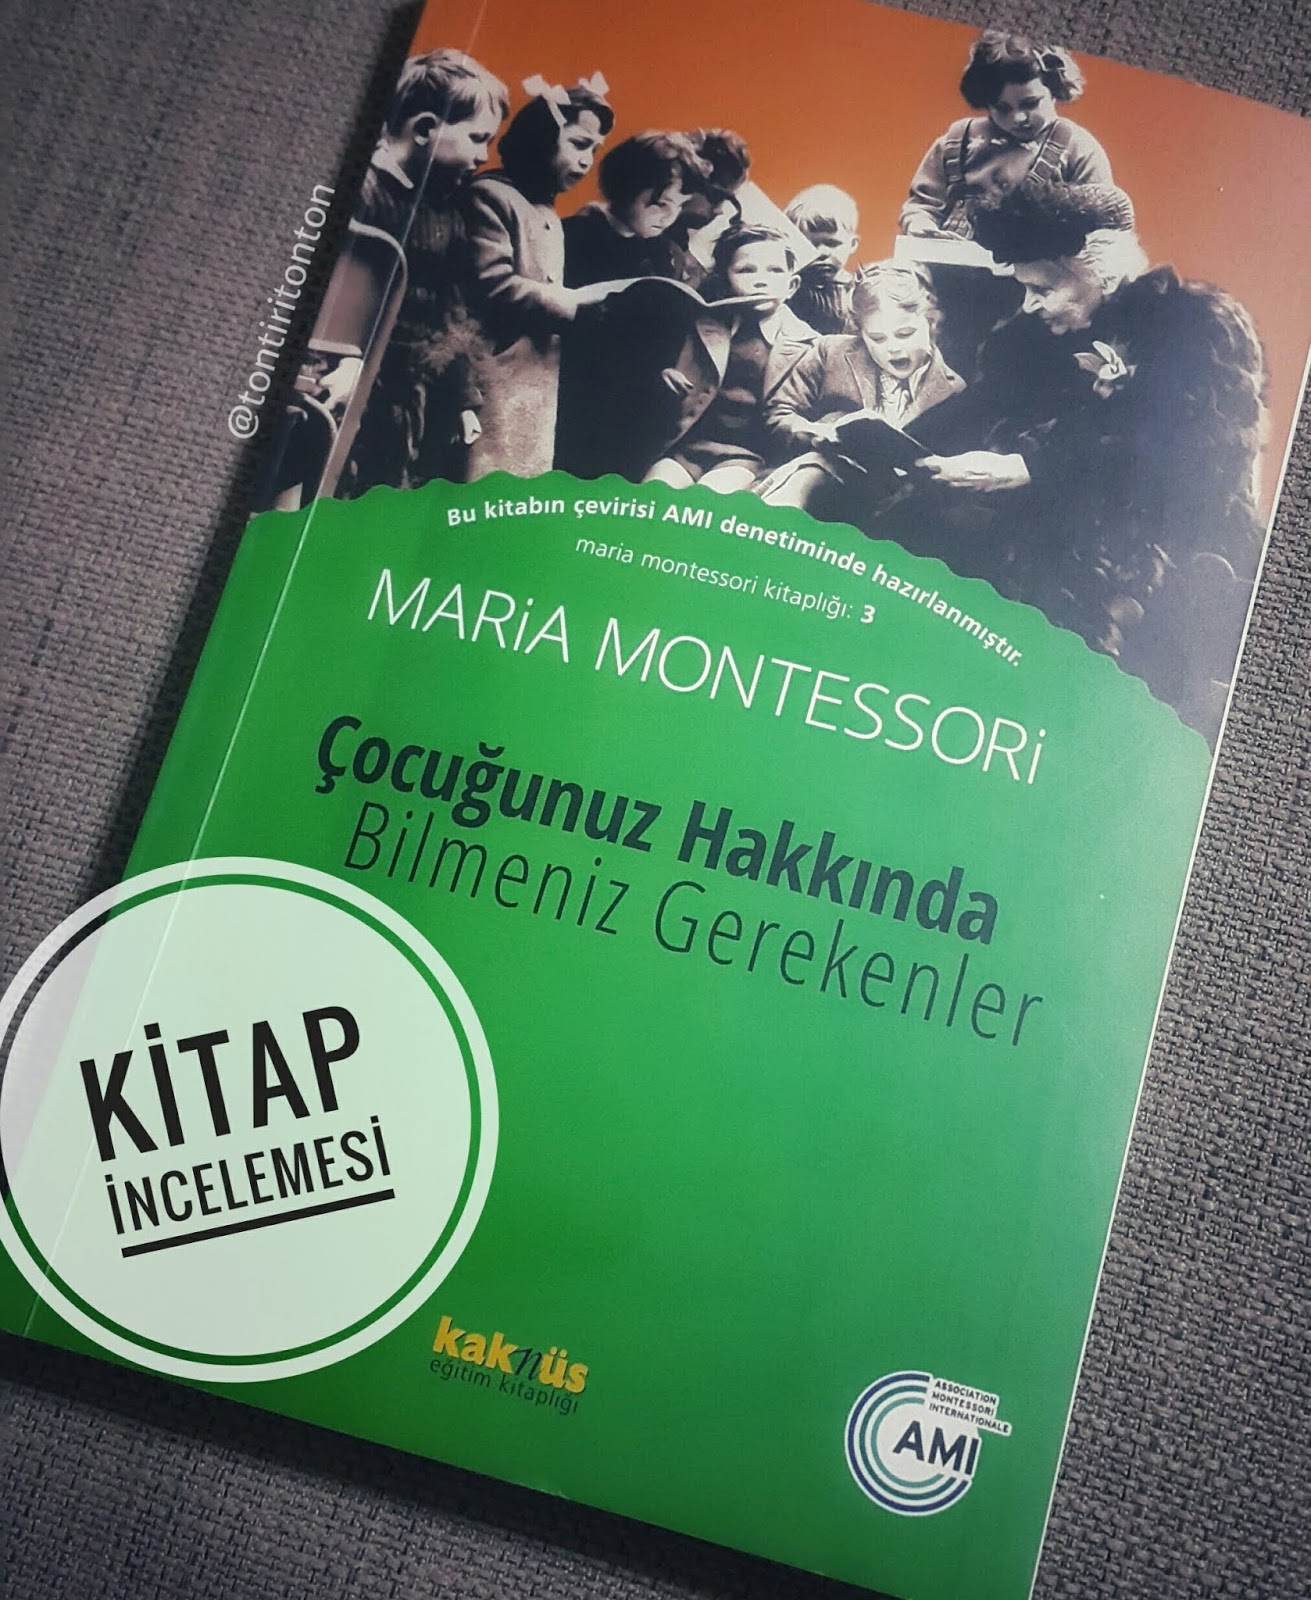 @tontiritonton
Bu kitabın çevirisi AMI denetiminde hazırlanmıştır.
maria montessori kitaplığı: 3
MARiA MONTESSORi
Çocuğunuz Hakkında
Bilmeniz Gerekenler
KİTAP
İNCELEMESİ
kaknüs
eğitim kitaplığı
ASSOCIATION
MONTESSORI
INTERNATIONALE
AMI